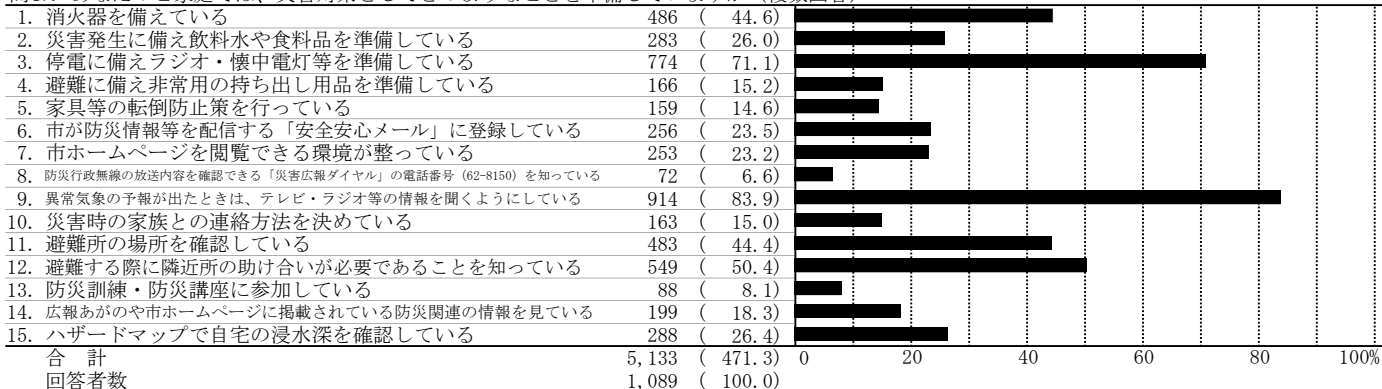 1. 消火器を備えている 486 ( 44.6)
2. 災害発生に備え飲料水や食料品を準備している 283 ( 26.0)
3. 停電に備えラジオ・懐中電灯等を準備している 774 ( 71.1)
4. 避難に備え非常用の持ち出し用品を準備している 166 ( 15.2)
5. 家具等の転倒防止策を行っている 159 ( 14.6)
6. 市が防災情報等を配信する「安全安心メール」に登録している 256 ( 23.5)
7. 市ホームページを閲覧できる環境が整っている 253 ( 23.2)
8. 防災行政無線の放送内容を確認できる「災害広報ダイヤル」の電話番号（62-8150）を知っている 72 ( 6.6)
9. 異常気象の予報が出たときは、テレビ・ラジオ等の情報を聞くようにしている 914 ( 83.9)
10. 災害時の家族との連絡方法を決めている 163 ( 15.0)
11. 避難所の場所を確認している 483 ( 44.4)
12. 避難する際に隣近所の助け合いが必要であることを知っている 549 ( 50.4)
13. 防災訓練・防災講座に参加している 88 ( 8.1)
14. 広報あがのや市ホームページに掲載されている防災関連の情報を見ている 199 ( 18.3)
15. ハザードマップで自宅の浸水深を確認している 288 ( 26.4)
合 計 5,133 ( 471.3) 0 20 40 60 80 100%
回答者数 1,089 ( 100.0)